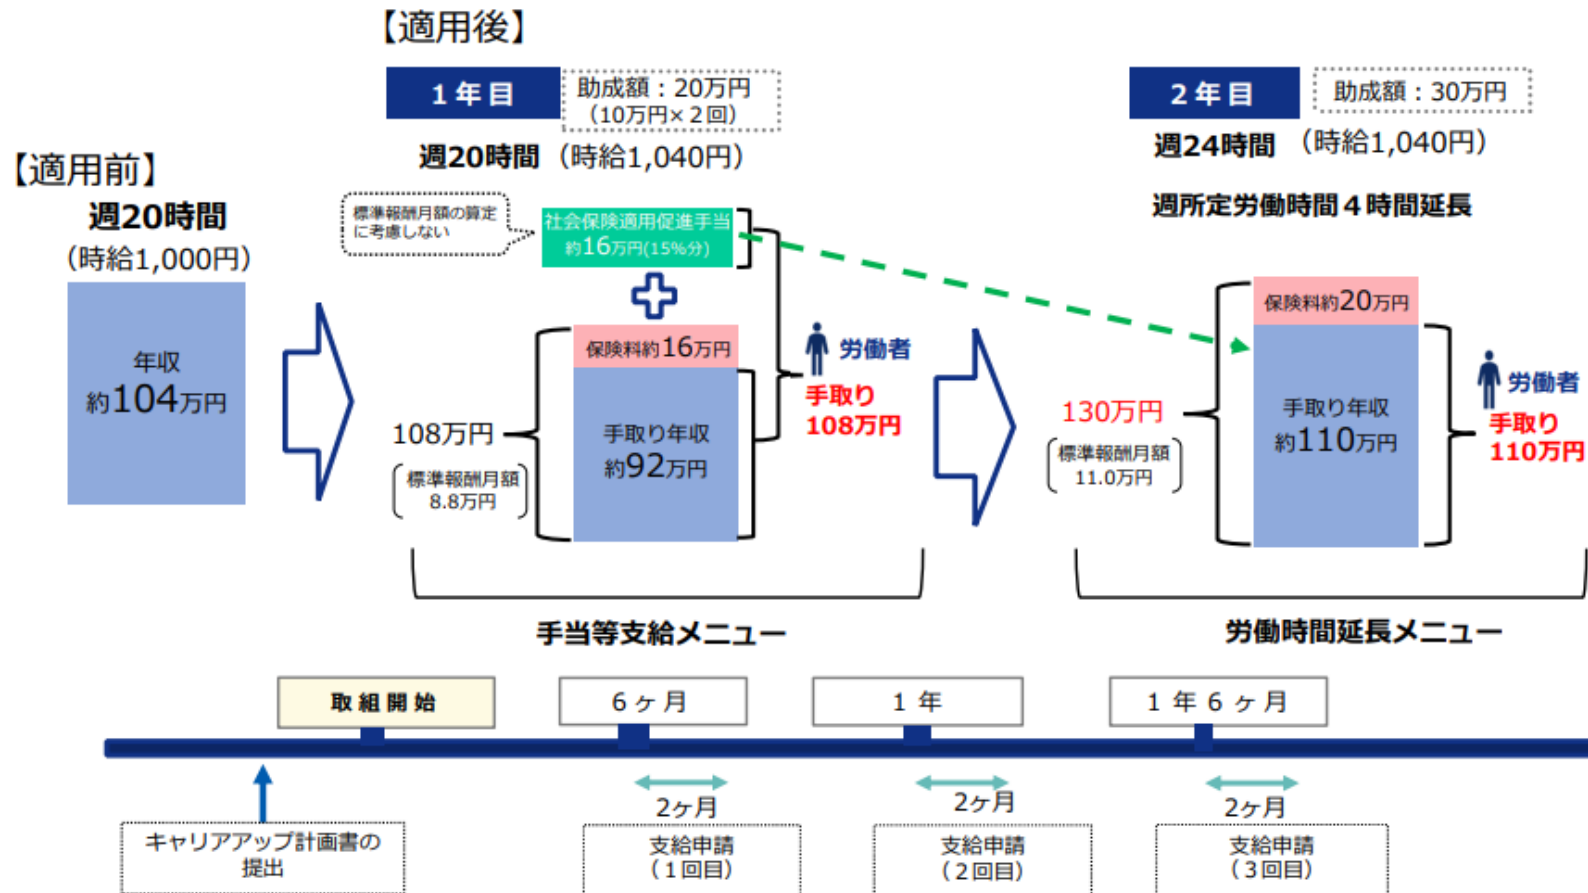 【適用後】
1年目
助成額：20万円
（10万円×2回）
週20時間（時給1,040円）
2年目
助成額：30万円
週24時間（時給1,040円）
週所定労働時間4時間延長
【適用前】
週20時間
（時給1,000円）
年収
約104万円
標準報酬月額の算定
に考慮しない
社会保険適用促進手当
約16万円(15%分)
保険料約16万円
手取り年収
約92万円
108万円
標準報酬月額
8.8万円
労働者
手取り
108万円
保険料約20万円
手取り年収
約110万円
130万円
標準報酬月額
11.0万円
労働者
手取り
110万円
手当等支給メニュー
労働時間延長メニュー
取組開始
6ヶ月
1年
1年6ヶ月
キャリアアップ計画書の
提出
2ヶ月
支給申請
（1回目）
2ヶ月
支給申請
（2回目）
2ヶ月
支給申請
（3回目）